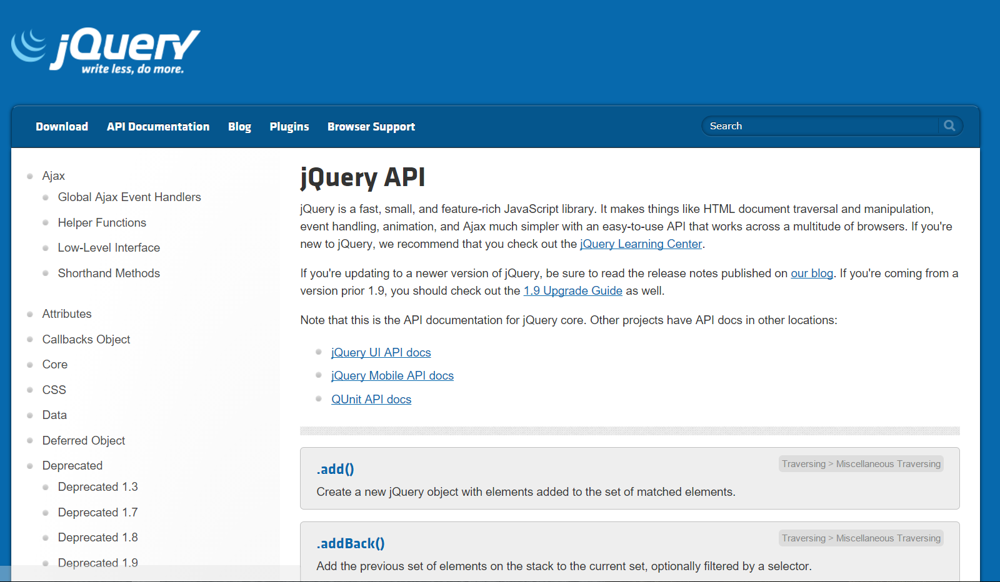 jQuery
write less, do more.
Download API Documentation Blog Plugins Browser Support Search
Ajax
Global Ajax Event Handlers
Helper Functions
Low-Level Interface
Shorthand Methods
Attributes
Callbacks Object
Core
CSS
Data
Deferred Object
Deprecated
Deprecated 1.3
Deprecated 1.7
Deprecated 1.8
Deprecated 1.9
jQuery API
jQuery is a fast, small, and feature-rich JavaScript library. It makes things like HTML document traversal and manipulation,
event handling, animation, and Ajax much simpler with an easy-to-use API that works across a multitude of browsers. If you're
new to jQuery, we recommend that you check out the jQuery Learning Center.
If you're updating to a newer version of jQuery, be sure to read the release notes published on our blog. If you're coming from a
version prior 1.9, you should check out the 1.9 Upgrade Guide as well.
Note that this is the API documentation for jQuery core. Other projects have API docs in other locations:
jQuery UI API docs
jQuery Mobile API docs
QUnit API docs
.add()
Traversing > Miscellaneous Traversing
Create a new jQuery object with elements added to the set of matched elements.
.addBack()
Traversing > Miscellaneous Traversing
Add the previous set of elements on the stack to the current set, optionally filtered by a selector.